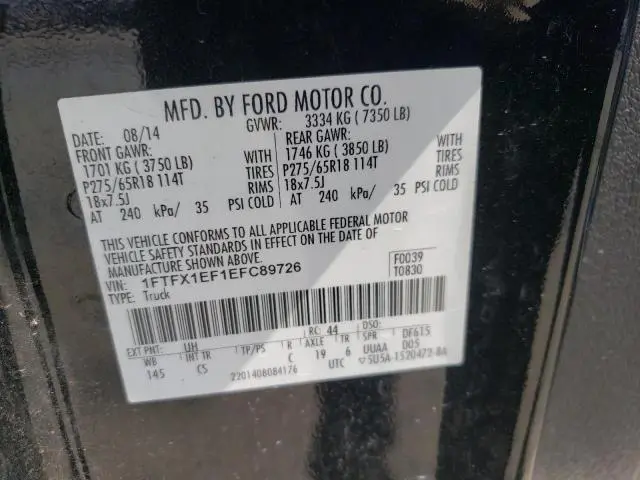 MFD. BY FORD MOTOR CO.
DATE: 08/14 GVWR: 3334 KG ( 7350 LB)
FRONT GAWR: REAR GAWR:
1701 KG ( 3750 LB) WITH 1746 KG ( 3850 LB) WITH
P275/65R18 114T TIRES P275/65R18 114T TIRES
18x7.5J RIMS 18x7.5J RIMS
AT 240 kPa/ 35 PSI COLD AT 240 kPa/ 35 PSI COLD
THIS VEHICLE CONFORMS TO ALL APPLICABLE FEDERAL MOTOR
VEHICLE SAFETY STANDARDS IN EFFECT ON THE DATE OF
MANUFACTURE SHOWN ABOVE.
VIN: 1FTFX1EF1EFC89726 F0039
TYPE: Truck T0830
EXT PNT: UH RC: 44 DSO:
WB INT TR TP/PS R AXLE TR SPR DF615
145 CS C 19 6 UUAA D05
2201408084176 UTC 5U5A-1520472-BA